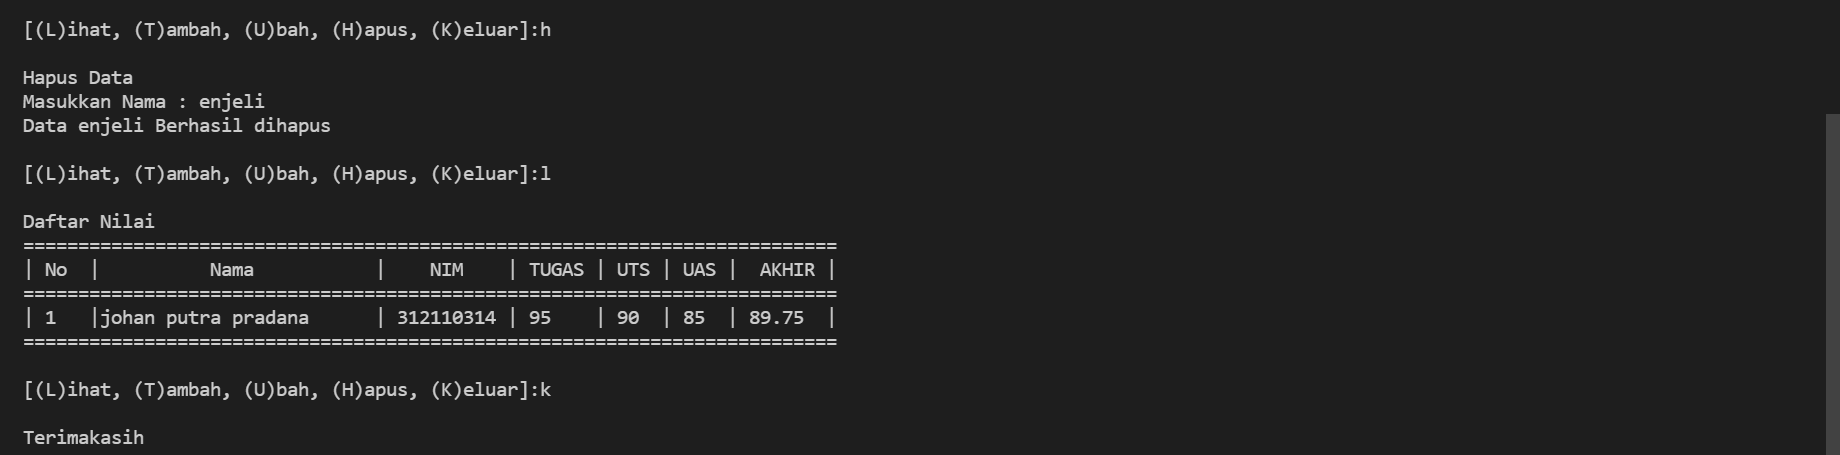 [(L)ihat, (T)ambah, (U)bah, (H)apus, (K)eluar]:h
Hapus Data
Masukkan Nama : enjeli
Data enjeli Berhasil dihapus
[(L)ihat, (T)ambah, (U)bah, (H)apus, (K)eluar]:l
Daftar Nilai
==========================================================================
| No  |          Nama           |    NIM    | TUGAS | UTS | UAS |  AKHIR |
==========================================================================
| 1   |johan putra pradana      | 312110314 | 95    | 90  | 85  | 89.75  |
==========================================================================
[(L)ihat, (T)ambah, (U)bah, (H)apus, (K)eluar]:k
Terimakasih